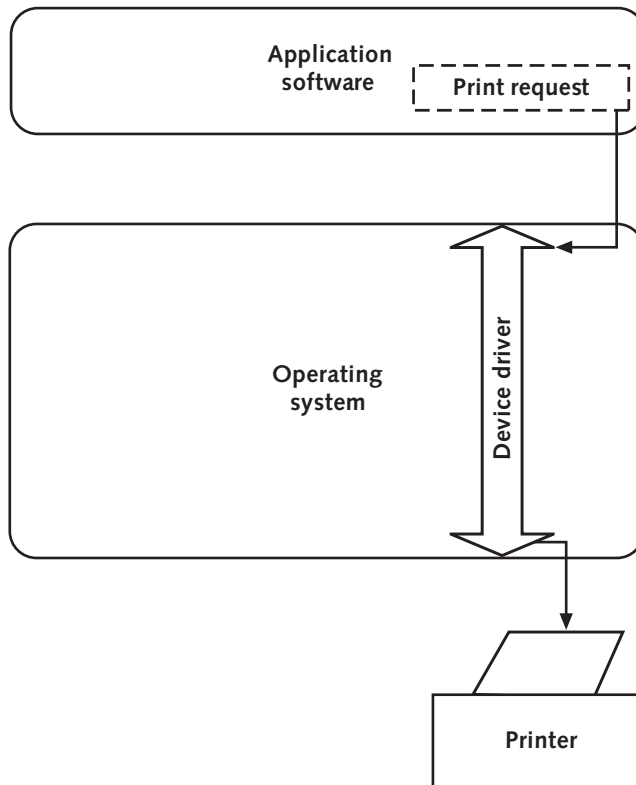 Application
software
Print request
Device driver
Operating
system
Printer